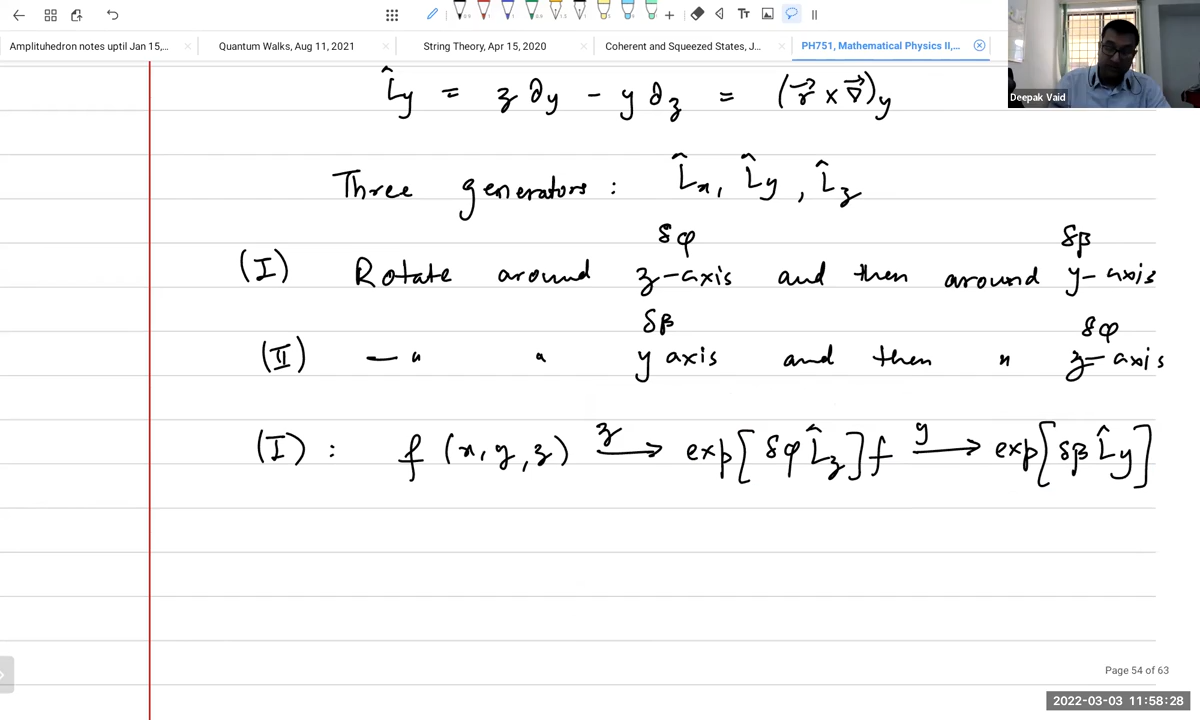 Amplituhedron notes uptil Jan 15,...
Quantum Walks, Aug 11, 2021
String Theory, Apr 15, 2020
Coherent and Squeezed States, J...
PH751, Mathematical Physics II,...
Deepak Vaid
L̂y = z ∂y - y ∂z = (r⃗ × ∇⃗)y
Three generators : L̂x, L̂y, L̂z
δφ δβ
(I) Rotate around z-axis and then around y-axis
δβ δφ
(II) — " " y axis and then " z-axis
(I) : f (x, y, z) z⟶ exp[δφ L̂z] f y⟶ exp[δβ L̂y]
Page 54 of 63
2022-03-03 11:58:28